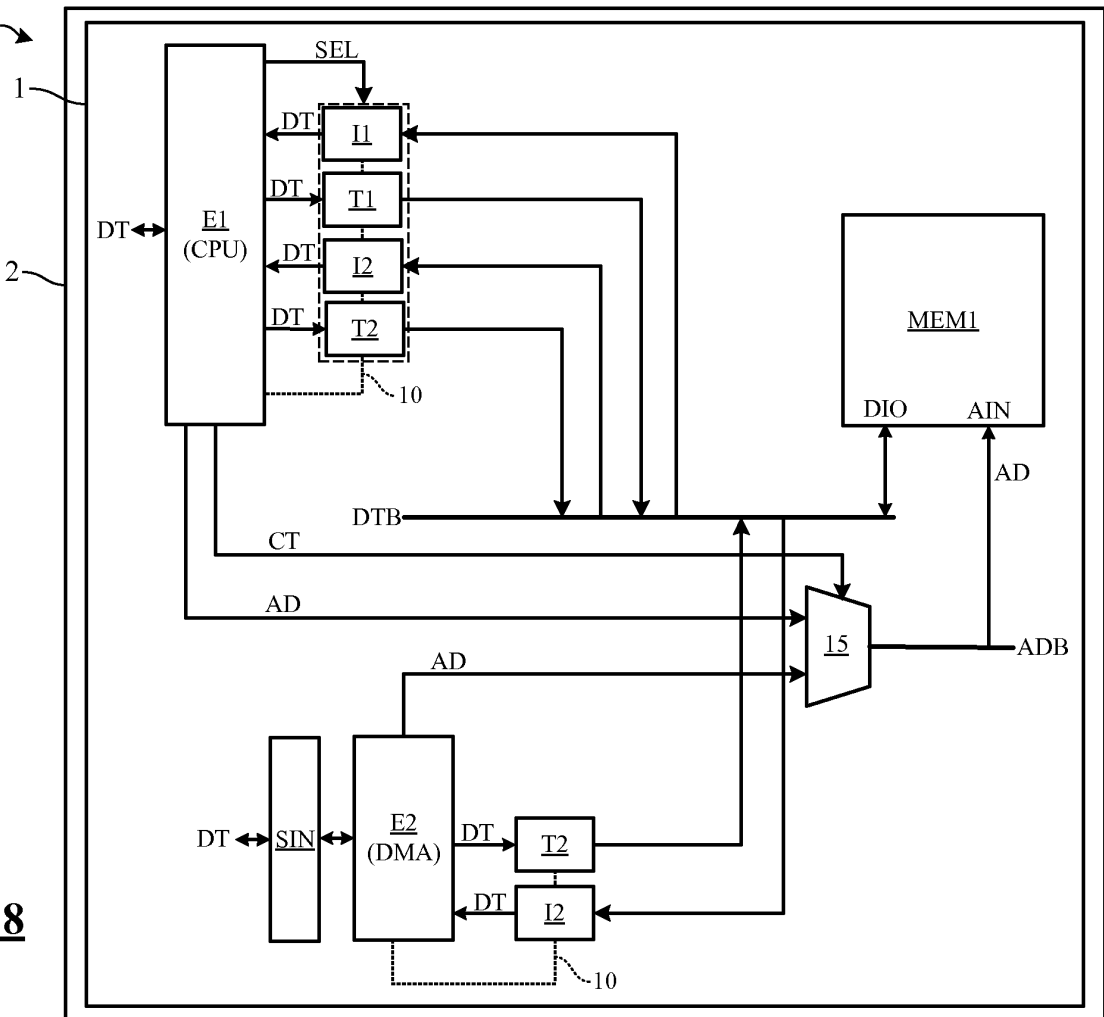 SEL
1
DT
I1
DT
T1
E1
(CPU)
DT
DT
I2
2
DT
T2
MEM1
10
DIO
AIN
AD
DTB
CT
AD
15
ADB
AD
E2
(DMA)
DT
SIN
DT
T2
DT
I2
8
10